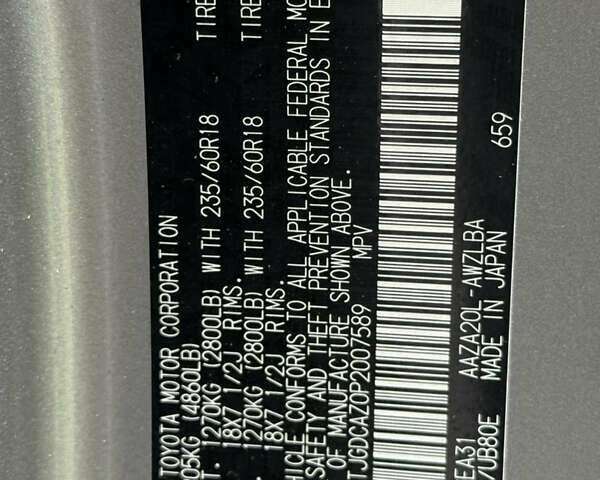 TOYOTA MOTOR CORPORATION
05KG (4860LB)
T. 1270KG (2800LB) WITH 235/60R18 TIRE
18X7 1/2J RIMS.
1270KG (2800LB) WITH 235/60R18 TIRE
18X7 1/2J RIMS.
HICLE CONFORMS TO ALL APPLICABLE FEDERAL MO
SAFETY AND THEFT PREVENTION STANDARDS IN E
OF MANUFACTURE SHOWN ABOVE.
TJGDCAZ0P2007589 MPV
EA31 AAZA20L-AWZLBA
/UB80E MADE IN JAPAN 659